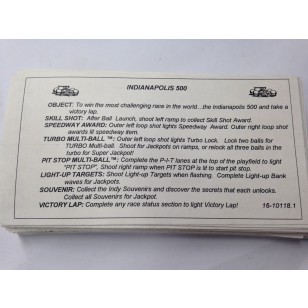 INDIANAPOLIS 500
OBJECT: To win the most challenging race in the world...the Indianapolis 500 and take a
victory lap.
SKILL SHOT: After Ball Launch, shoot left ramp to collect Skill Shot Award.
SPEEDWAY AWARD: Outer left loop shot lights Speedway Award. Outer right loop shot
awards lit speedway item.
TURBO MULTI-BALL™: Outer left loop shot lights Turbo Lock. Lock two balls for
TURBO Multi-ball. Shoot for Jackpots on ramps, or relock all three balls in the
turbo for Super Jackpot!
PIT STOP MULTI-BALL™: Complete the P-I-T lanes at the top of the playfield to light
"PIT STOP". Shoot right ramp when PIT STOP is lit to start pit stop.
LIGHT-UP TARGETS: Shoot Light-up Targets when flashing. Complete Light-up Bank
waves for Jackpots.
SOUVENIR: Collect the Indy Souvenirs and discover the secrets that each unlocks.
Collect all Souvenirs for Jackpots.
VICTORY LAP: Complete any race status section to light Victory Lap!
16-10118.1